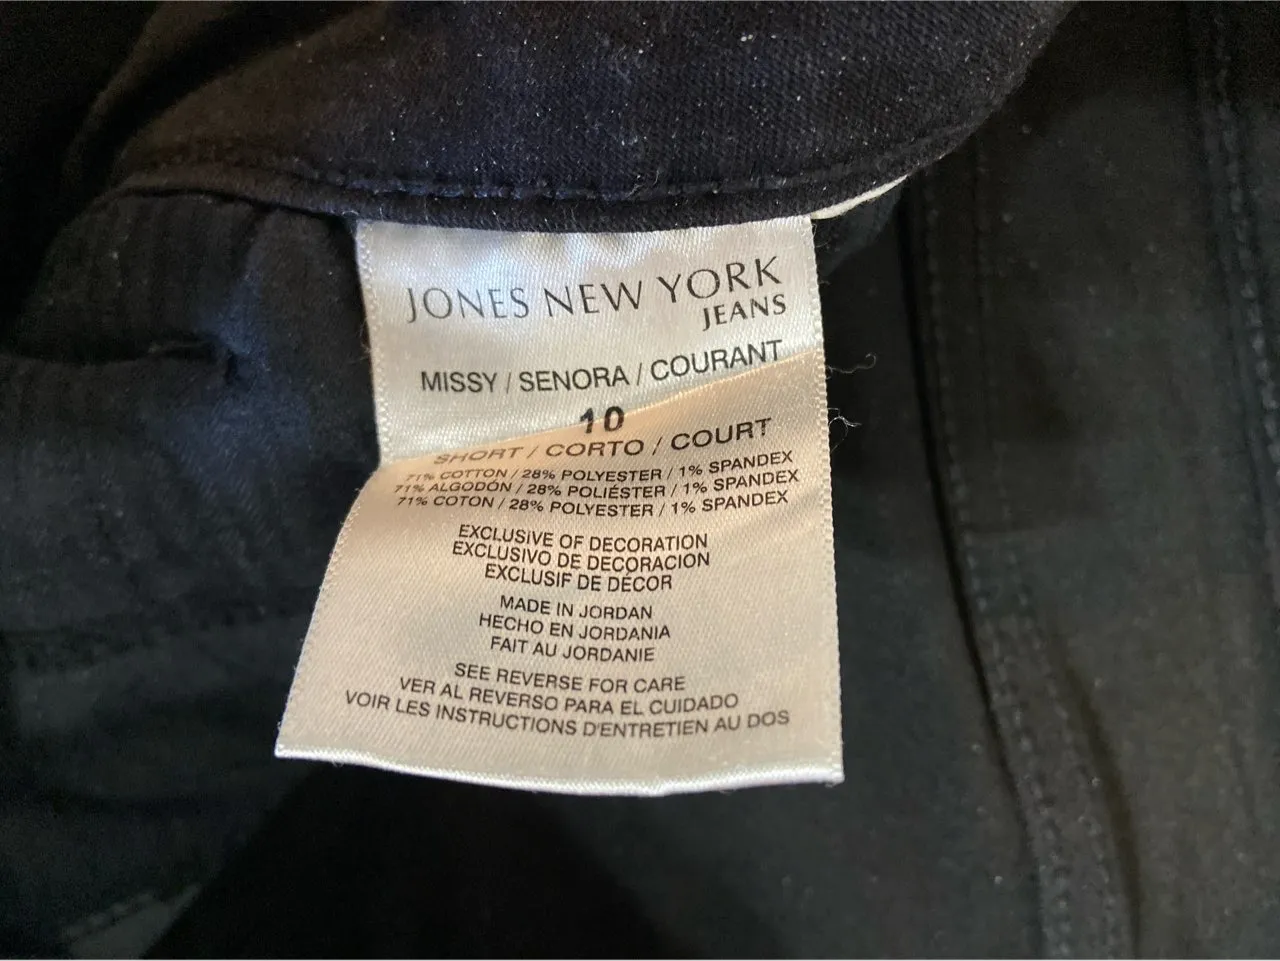 JONES NEW YORK
JEANS
MISSY / SENORA / COURANT
10
SHORT / CORTO / COURT
71% COTTON / 28% POLYESTER / 1% SPANDEX
71% ALGODÓN / 28% POLIÉSTER / 1% SPANDEX
71% COTON / 28% POLYESTER / 1% SPANDEX
EXCLUSIVE OF DECORATION
EXCLUSIVO DE DECORACION
EXCLUSIF DE DÉCOR
MADE IN JORDAN
HECHO EN JORDANIA
FAIT AU JORDANIE
SEE REVERSE FOR CARE
VER AL REVERSO PARA EL CUIDADO
VOIR LES INSTRUCTIONS D'ENTRETIEN AU DOS